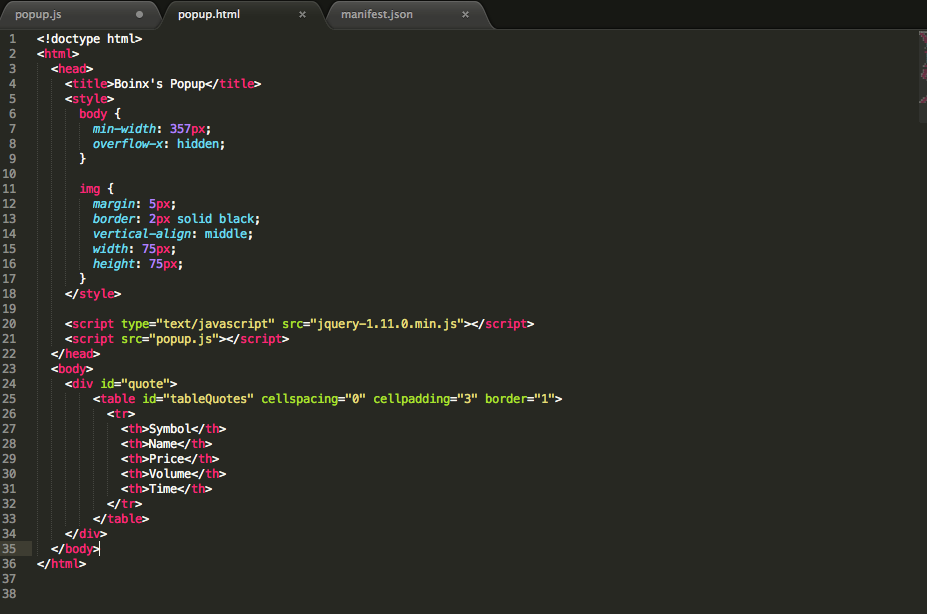 popup.js
popup.html
manifest.json
1 <!doctype html>
2 <html>
3 <head>
4 <title>Boinx's Popup</title>
5 <style>
6 body {
7 min-width: 357px;
8 overflow-x: hidden;
9 }
10
11 img {
12 margin: 5px;
13 border: 2px solid black;
14 vertical-align: middle;
15 width: 75px;
16 height: 75px;
17 }
18 </style>
19
20 <script type="text/javascript" src="jquery-1.11.0.min.js"></script>
21 <script src="popup.js"></script>
22 </head>
23 <body>
24 <div id="quote">
25 <table id="tableQuotes" cellspacing="0" cellpadding="3" border="1">
26 <tr>
27 <th>Symbol</th>
28 <th>Name</th>
29 <th>Price</th>
30 <th>Volume</th>
31 <th>Time</th>
32 </tr>
33 </table>
34 </div>
35 </body>
36 </html>
37
38